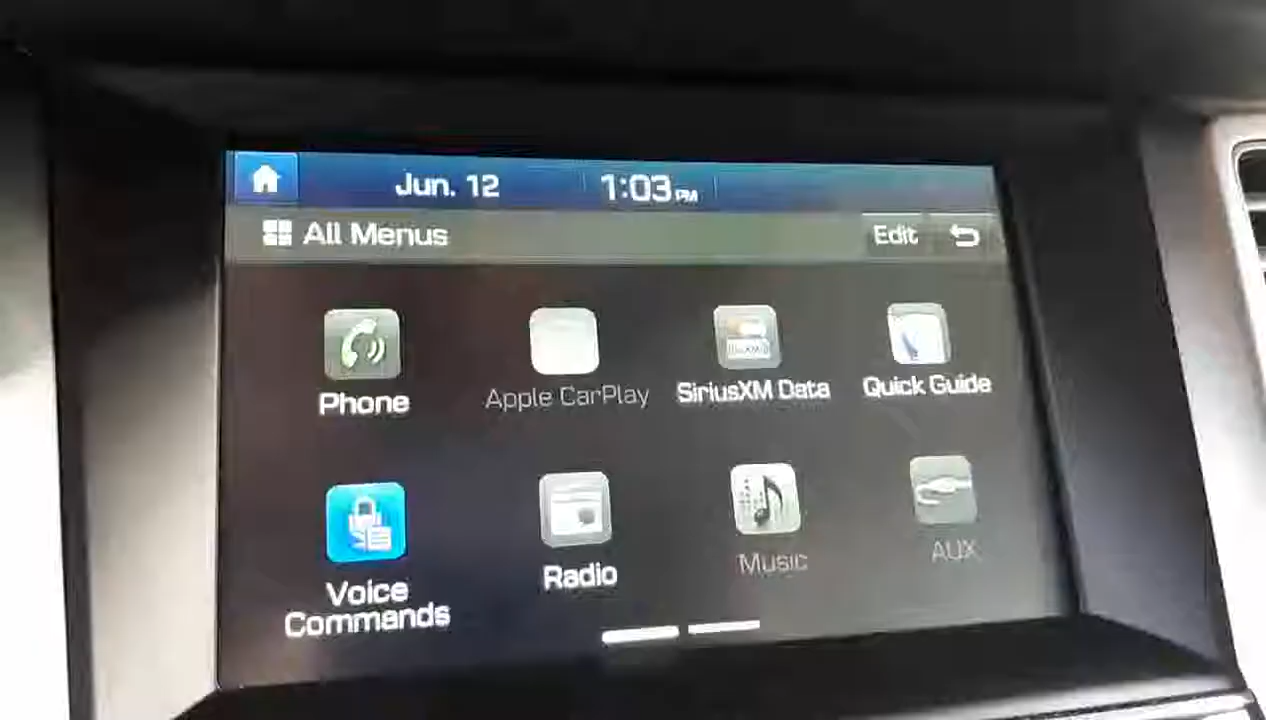 Jun. 12 1:03 PM
All Menus Edit
Phone Apple CarPlay SiriusXM Data Quick Guide
Voice
Commands
Radio Music AUX